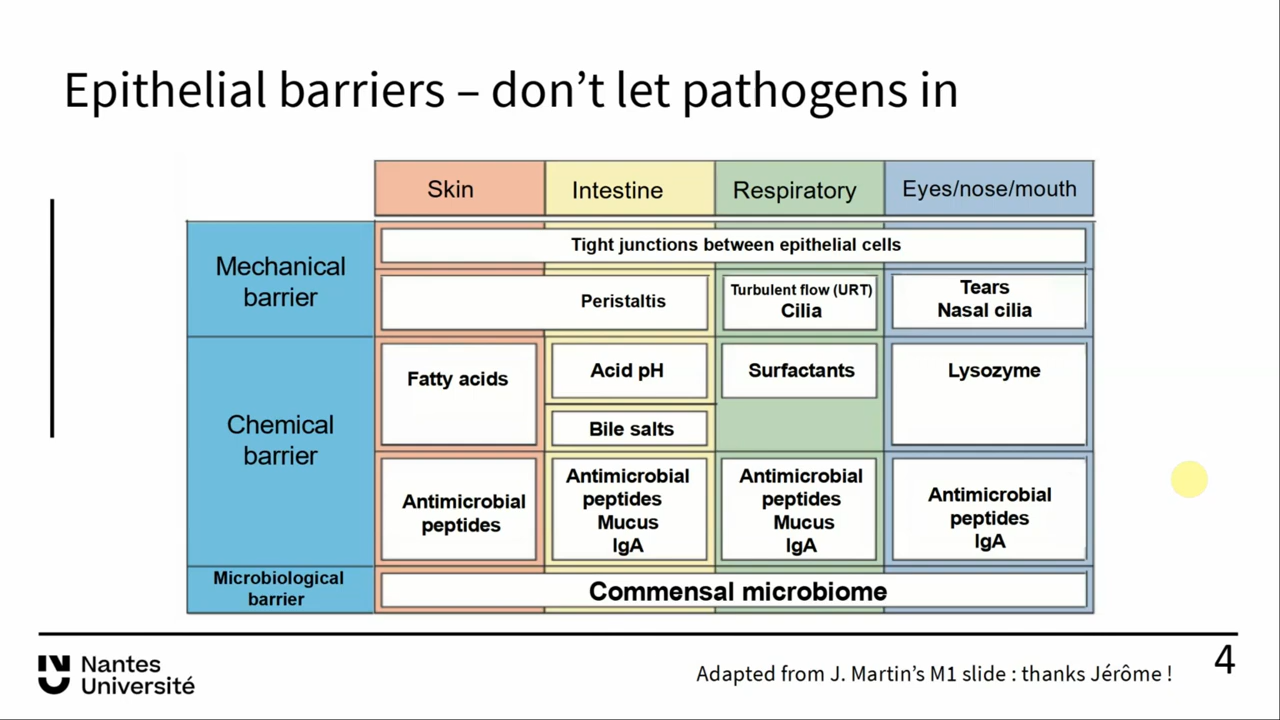 Epithelial barriers – don’t let pathogens in
Skin
Intestine
Respiratory
Eyes/nose/mouth
Mechanical
barrier
Tight junctions between epithelial cells
Peristaltis
Turbulent flow (URT)
Cilia
Tears
Nasal cilia
Chemical
barrier
Fatty acids
Acid pH
Surfactants
Lysozyme
Bile salts
Antimicrobial
peptides
Antimicrobial
peptides
Mucus
IgA
Antimicrobial
peptides
Mucus
IgA
Antimicrobial
peptides
IgA
Microbiological
barrier
Commensal microbiome
Nantes
Université
Adapted from J. Martin’s M1 slide : thanks Jérôme !
4